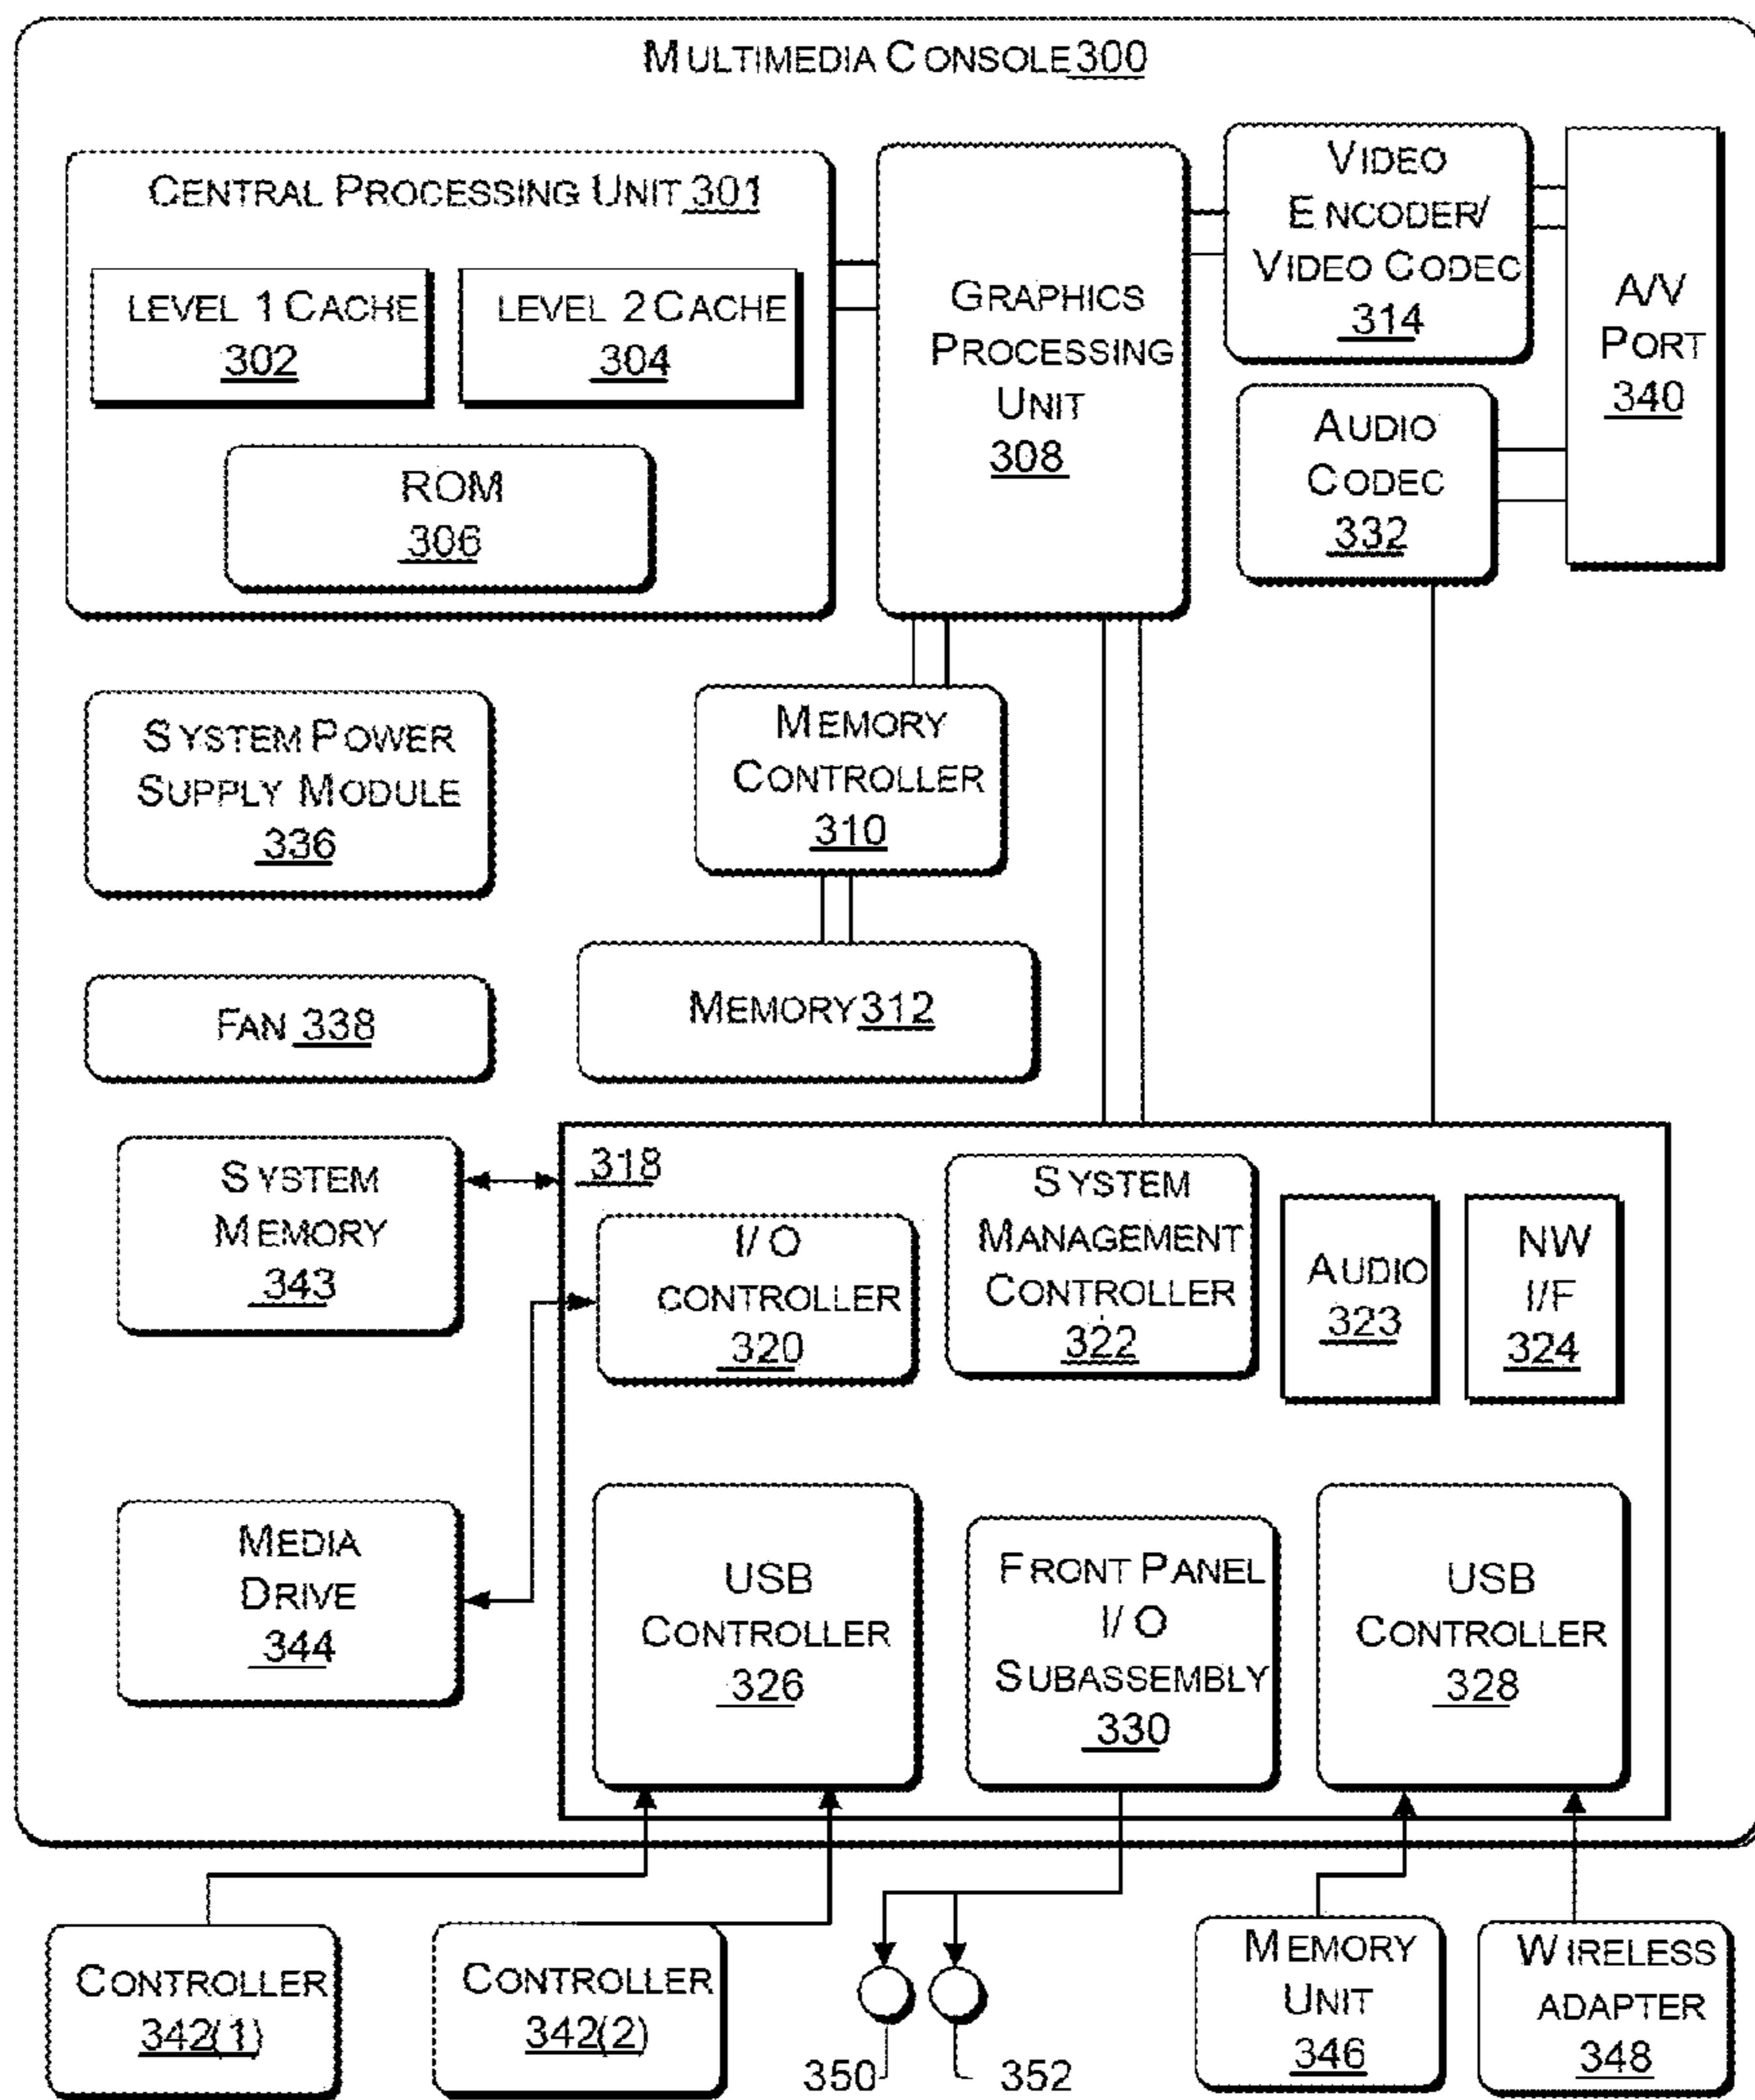 MULTIMEDIA CONSOLE 300
CENTRAL PROCESSING UNIT 301
LEVEL 1 CACHE
302
LEVEL 2 CACHE
304
ROM
306
GRAPHICS
PROCESSING
UNIT
308
VIDEO
ENCODER/
VIDEO CODEC
314
AUDIO
CODEC
332
A/V
PORT
340
SYSTEM POWER
SUPPLY MODULE
336
MEMORY
CONTROLLER
310
FAN 338
MEMORY 312
SYSTEM
MEMORY
343
318
I/O
CONTROLLER
320
SYSTEM
MANAGEMENT
CONTROLLER
322
AUDIO
323
NW
I/F
324
MEDIA
DRIVE
344
USB
CONTROLLER
326
FRONT PANEL
I/O
SUBASSEMBLY
330
USB
CONTROLLER
328
CONTROLLER
342(1)
CONTROLLER
342(2)
350
352
MEMORY
UNIT
346
WIRELESS
ADAPTER
348